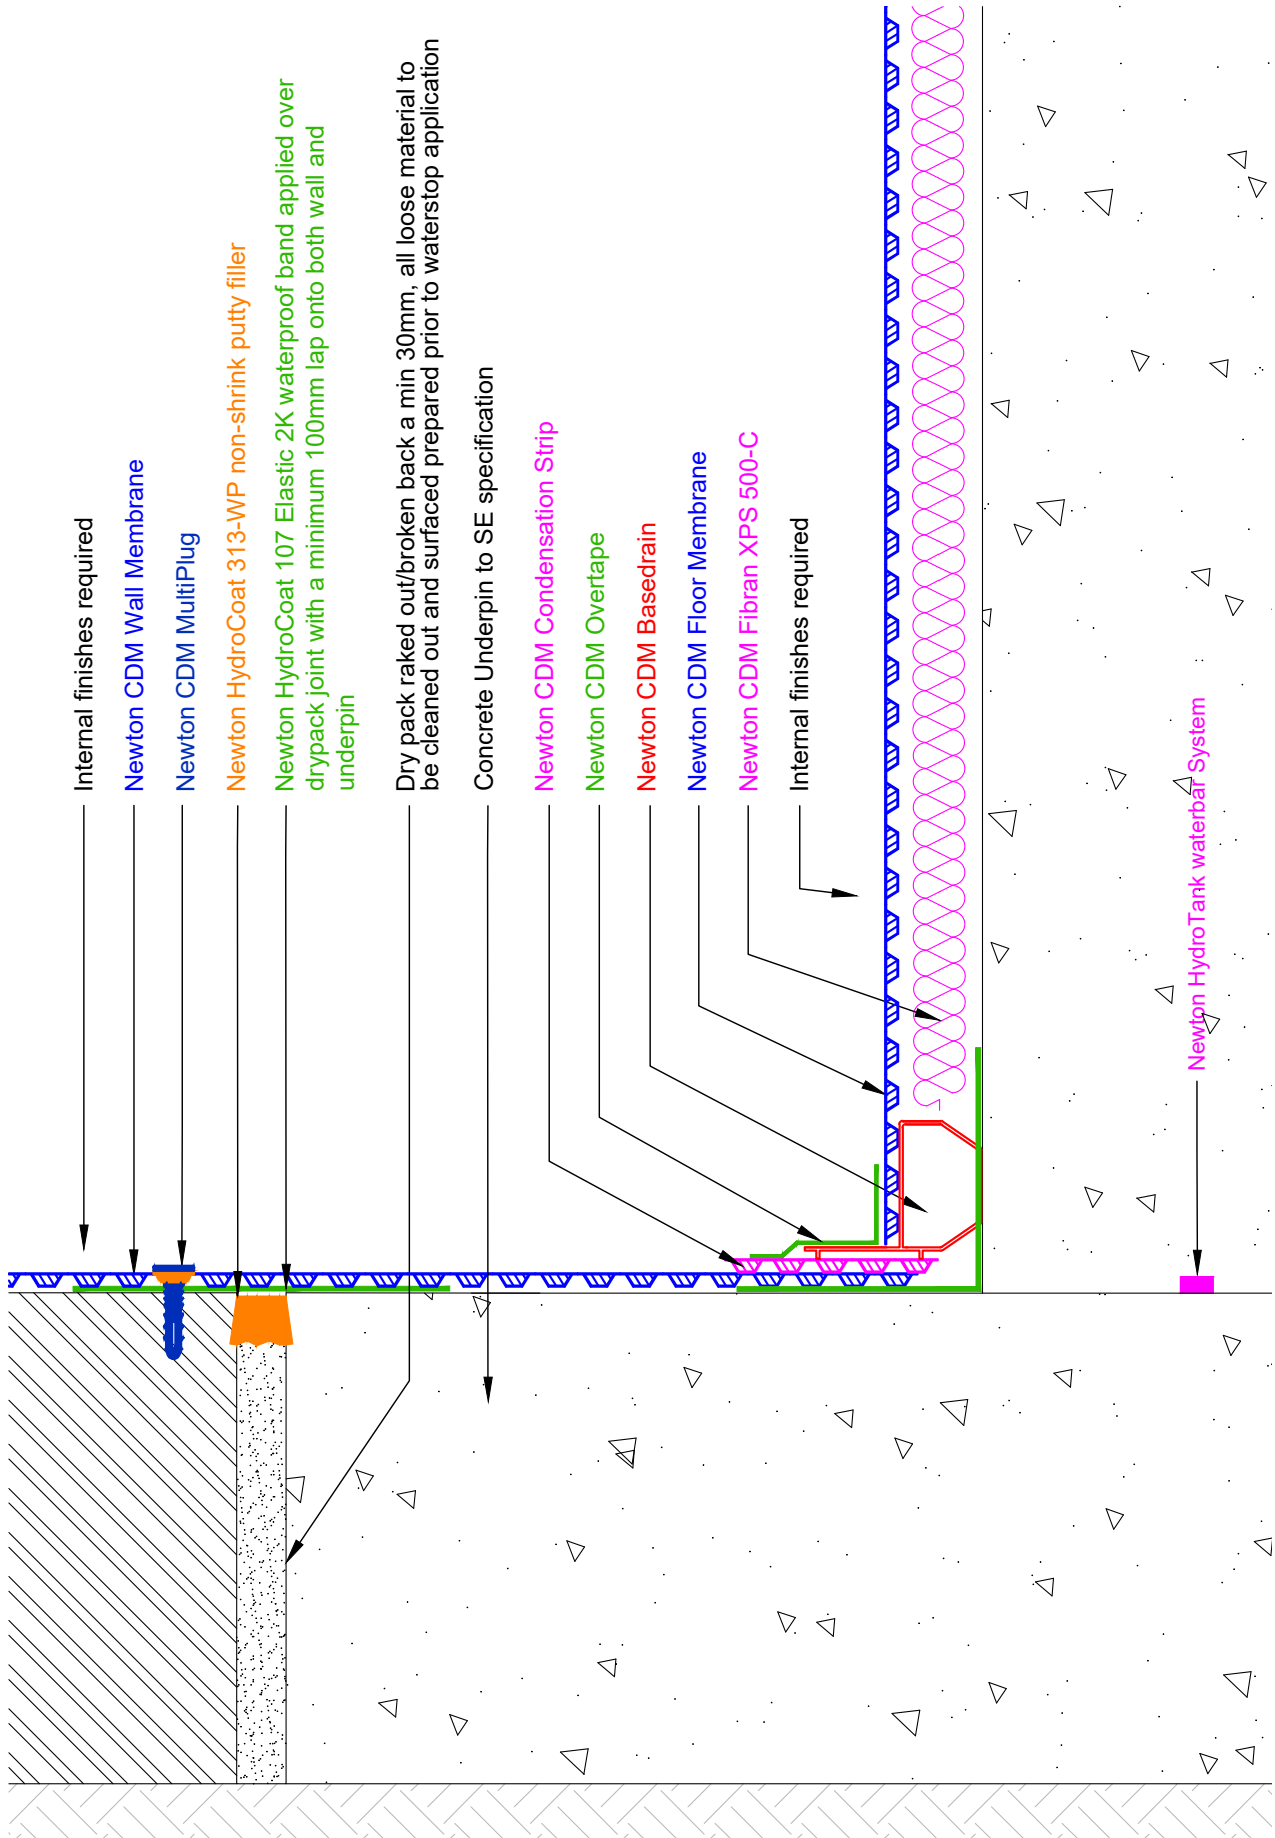 Internal finishes required
Newton CDM Wall Membrane
Newton CDM MultiPlug
Newton HydroCoat 313-WP non-shrink putty filler
Newton HydroCoat 107 Elastic 2K waterproof band applied over
drypack joint with a minimum 100mm lap onto both wall and
underpin
Dry pack raked out/broken back a min 30mm, all loose material to
be cleaned out and surfaced prepared prior to waterstop application
Concrete Underpin to SE specification
Newton CDM Condensation Strip
Newton CDM Overtape
Newton CDM Basedrain
Newton CDM Floor Membrane
Newton CDM Fibran XPS 500-C
Internal finishes required
Newton HydroTank waterbar System